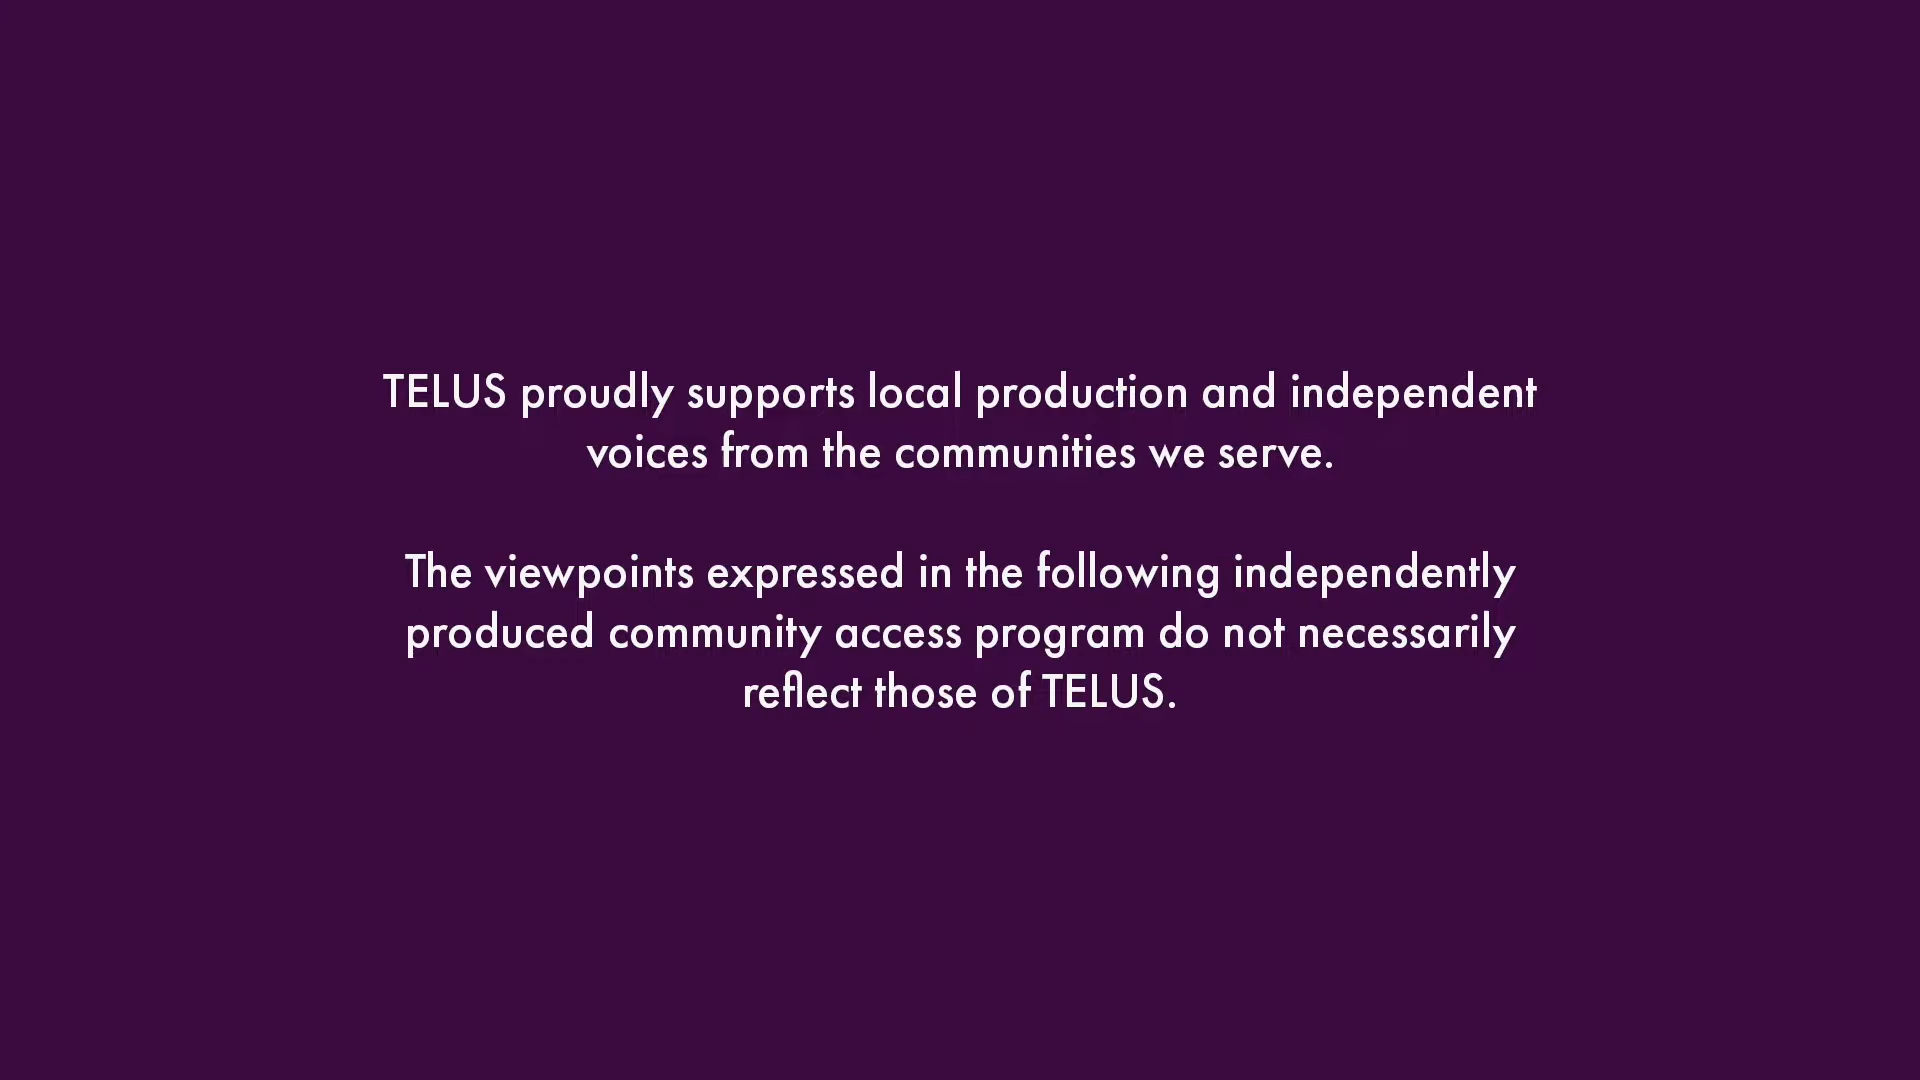 TELUS proudly supports local production and independent
voices from the communities we serve.
The viewpoints expressed in the following independently
produced community access program do not necessarily
reflect those of TELUS.